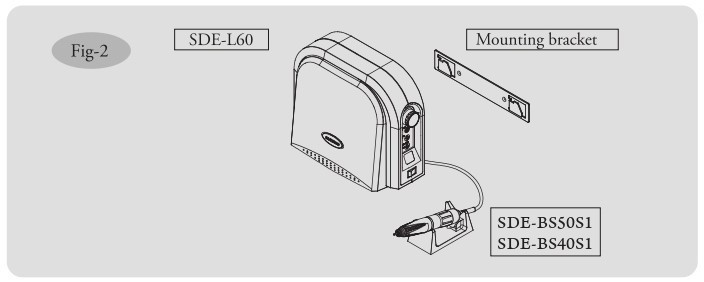 Fig-2
SDE-L60
Mounting bracket
SDE-BS50S1
SDE-BS40S1